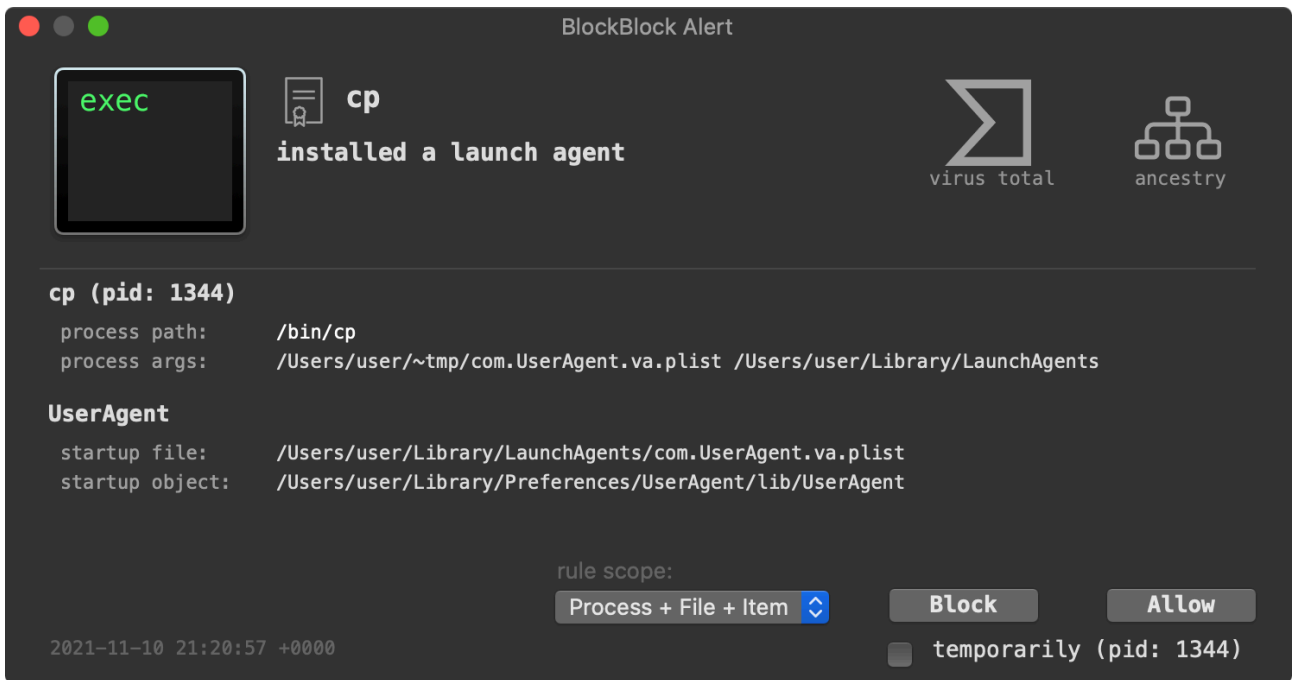 BlockBlock Alert
exec
cp
installed a launch agent
virus total
ancestry
cp (pid: 1344)
process path: /bin/cp
process args: /Users/user/~tmp/com.UserAgent.va.plist /Users/user/Library/LaunchAgents
UserAgent
startup file: /Users/user/Library/LaunchAgents/com.UserAgent.va.plist
startup object: /Users/user/Library/Preferences/UserAgent/lib/UserAgent
rule scope:
Process + File + Item
Block
Allow
2021-11-10 21:20:57 +0000
temporarily (pid: 1344)